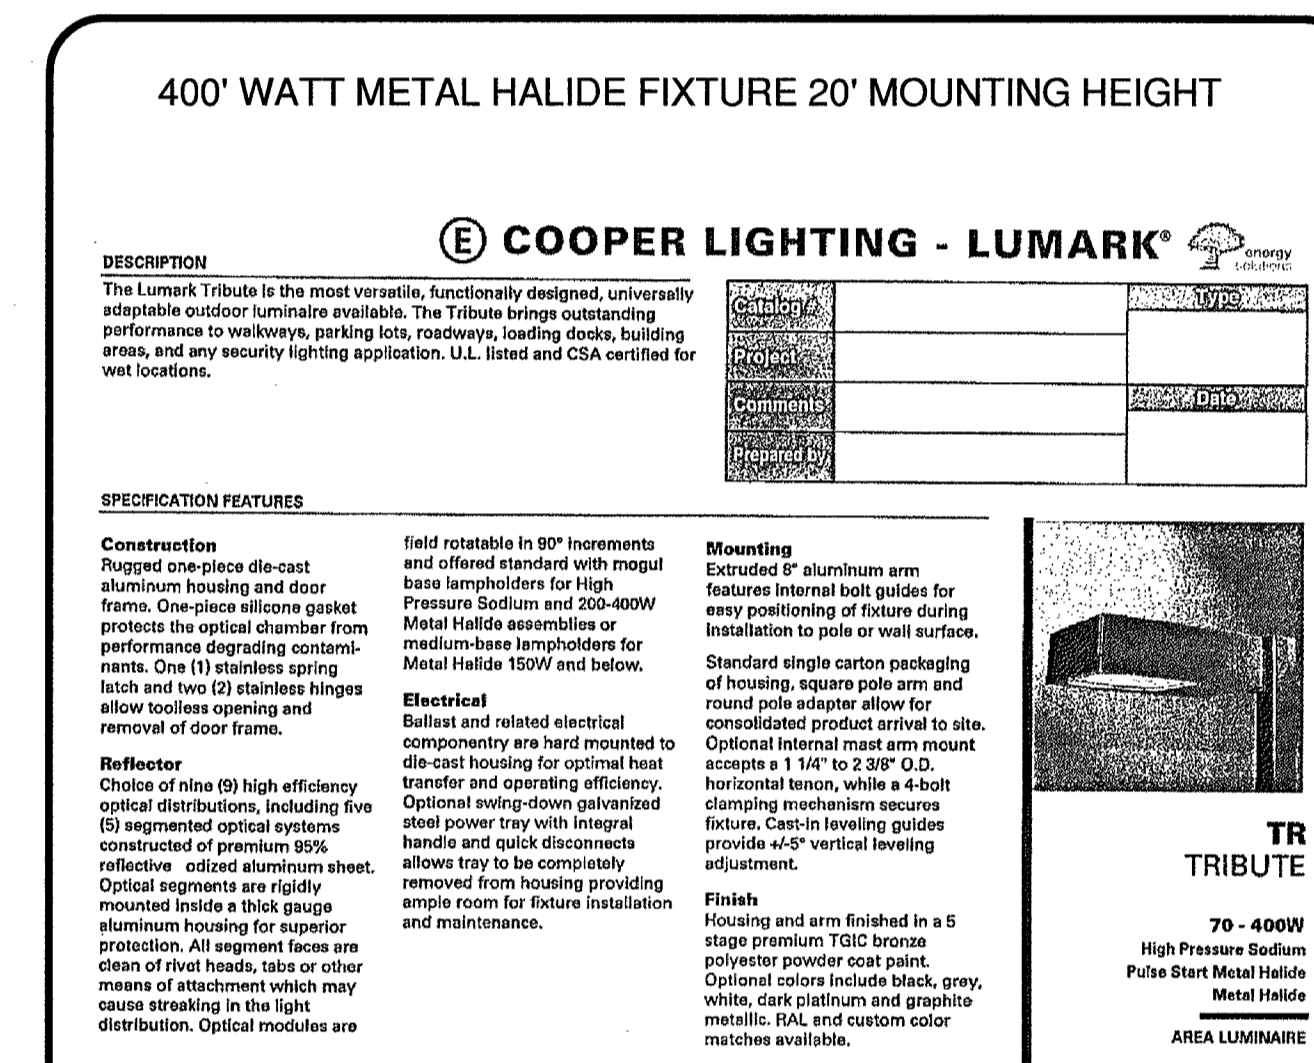 400' WATT METAL HALIDE FIXTURE 20' MOUNTING HEIGHT
E COOPER LIGHTING - LUMARK®
energy
solutions
DESCRIPTION
The Lumark Tribute is the most versatile, functionally designed, universally
adaptable outdoor luminaire available. The Tribute brings outstanding
performance to walkways, parking lots, roadways, loading docks, building
areas, and any security lighting application. U.L. listed and CSA certified for
wet locations.
Catalog #
Type
Project
Comments
Date
Prepared by
SPECIFICATION FEATURES
Construction
Rugged one-piece die-cast
aluminum housing and door
frame. One-piece silicone gasket
protects the optical chamber from
performance degrading contami-
nants. One (1) stainless spring
latch and two (2) stainless hinges
allow toolless opening and
removal of door frame.
Reflector
Choice of nine (9) high efficiency
optical distributions, including five
(5) segmented optical systems
constructed of premium 95%
reflective odized aluminum sheet.
Optical segments are rigidly
mounted inside a thick gauge
aluminum housing for superior
protection. All segment faces are
clean of rivet heads, tabs or other
means of attachment which may
cause streaking in the light
distribution. Optical modules are
field rotatable in 90° increments
and offered standard with mogul
base lampholders for High
Pressure Sodium and 200-400W
Metal Halide assemblies or
medium-base lampholders for
Metal Halide 150W and below.
Electrical
Ballast and related electrical
componentry are hard mounted to
die-cast housing for optimal heat
transfer and operating efficiency.
Optional swing-down galvanized
steel power tray with integral
handle and quick disconnects
allows tray to be completely
removed from housing providing
ample room for fixture installation
and maintenance.
Mounting
Extruded 8" aluminum arm
features internal bolt guides for
easy positioning of fixture during
installation to pole or wall surface.
Standard single carton packaging
of housing, square pole arm and
round pole adapter allow for
consolidated product arrival to site.
Optional internal mast arm mount
accepts a 1 1/4" to 2 3/8" O.D.
horizontal tenon, while a 4-bolt
clamping mechanism secures
fixture. Cast-in leveling guides
provide +/-5° vertical leveling
adjustment.
Finish
Housing and arm finished in a 5
stage premium TGIC bronze
polyester powder coat paint.
Optional colors include black, grey,
white, dark platinum and graphite
metallic. RAL and custom color
matches available.
TR
TRIBUTE
70 - 400W
High Pressure Sodium
Pulse Start Metal Halide
Metal Halide
AREA LUMINAIRE